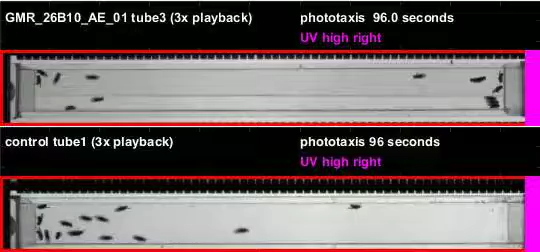 GMR_26B10_AE_01 tube3 (3x playback) phototaxis 96.0 seconds
UV high right
control tube1 (3x playback) phototaxis 96 seconds
UV high right